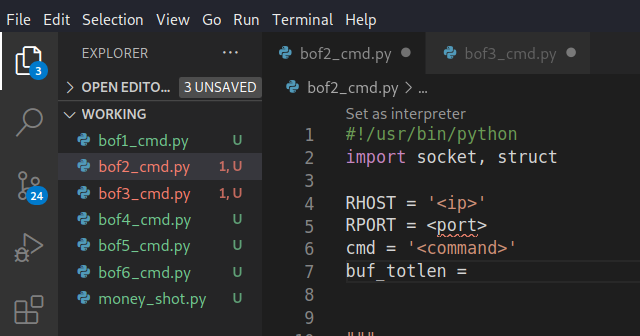 File Edit Selection View Go Run Terminal Help
EXPLORER ...
bof2_cmd.py bof3_cmd.py
3
OPEN EDITO... 3 UNSAVED
bof2_cmd.py > ...
WORKING
Set as interpreter
bof1_cmd.py U
1 #!/usr/bin/python
bof2_cmd.py 1, U
2 import socket, struct
bof3_cmd.py 1, U
3
24
4 RHOST = '<ip>'
bof4_cmd.py U
5 RPORT = <port>
bof5_cmd.py U
6 cmd = '<command>'
bof6_cmd.py U
7 buf_totlen =
money_shot.py U
8
9